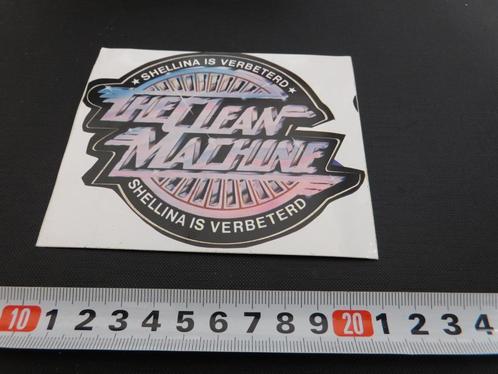 ★ SHELLINA IS VERBETERD ★
THE CLEAN
MACHINE
SHELLINA IS VERBETERD
10 1 2 3 4 5 6 7 8 9 20 1 2 3 4